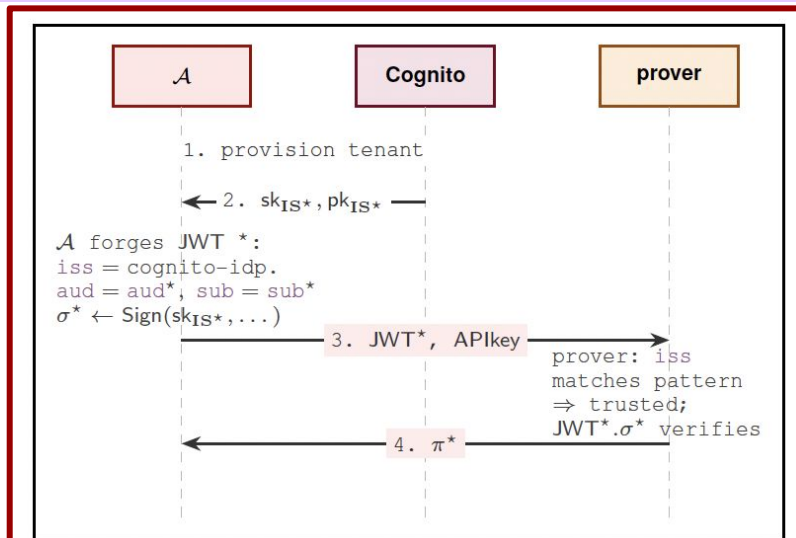 𝒜 Cognito prover
1. provision tenant
2. sk_IS⋆, pk_IS⋆
𝒜 forges JWT ⋆:
iss = cognito-idp.
aud = aud⋆, sub = sub⋆
σ⋆ ← Sign(sk_IS⋆, ...)
3. JWT⋆, APIkey
prover: iss
matches pattern
⇒ trusted;
JWT⋆.σ⋆ verifies
4. π⋆